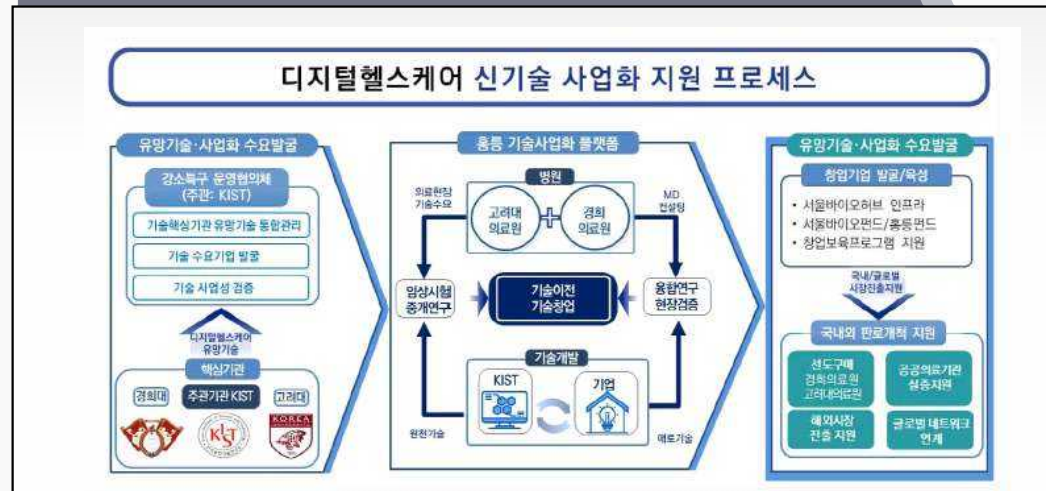 디지털헬스케어 신기술 사업화 지원 프로세스
유망기술·사업화 수요발굴
강소특구 운영협의체
(주관: KIST)
기술핵심기관 유망기술 통합관리
기술 수요기업 발굴
기술 사업성 검증
디지털헬스케어
유망기술
핵심기관
경희대
주관기관 KIST
고려대
KIST
KOREA
홍릉 기술사업화 플랫폼
병원
의료현장
기술수요
고려대
의료원
경희
의료원
MD
컨설팅
임상시험
중개연구
기술이전
기술창업
융합연구
현장검증
기술개발
KIST
기업
원천기술
애로기술
유망기술·사업화 수요발굴
창업기업 발굴/육성
• 서울바이오허브 인프라
• 서울바이오펀드/홍릉펀드
• 창업보육프로그램 지원
국내/글로벌
시장진출지원
국내외 판로개척 지원
선도구매
경희의료원
고려대의료원
공공의료기관
실증지원
해외시장
진출 지원
글로벌 네트워크
연계